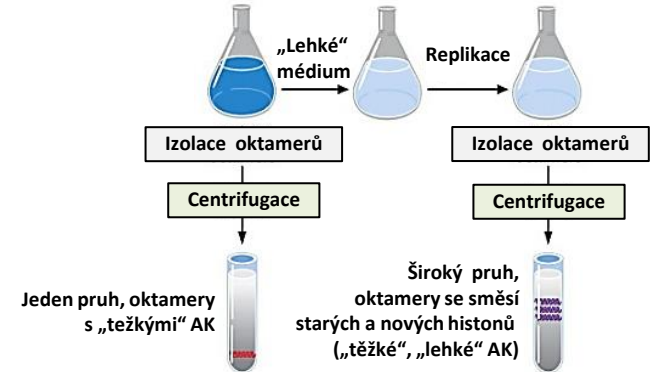 „Lehké“
médium
Replikace
Izolace oktamerů
Izolace oktamerů
Centrifugace
Centrifugace
Jeden pruh, oktamery
s „težkými“ AK
Široký pruh,
oktamery se směsí
starých a nových histonů
(„těžké“, „lehké“ AK)